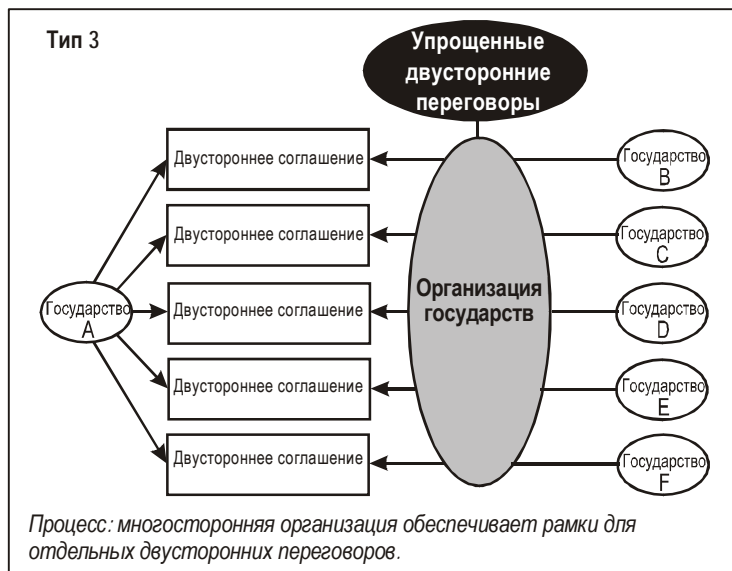 Тип 3
Упрощенные
двусторонние
переговоры
Двустороннее соглашение
Государство
B
Двустороннее соглашение
Государство
C
Государство
A
Двустороннее соглашение
Организация
государств
Государство
D
Двустороннее соглашение
Государство
E
Двустороннее соглашение
Государство
F
Процесс: многосторонняя организация обеспечивает рамки для
отдельных двусторонних переговоров.